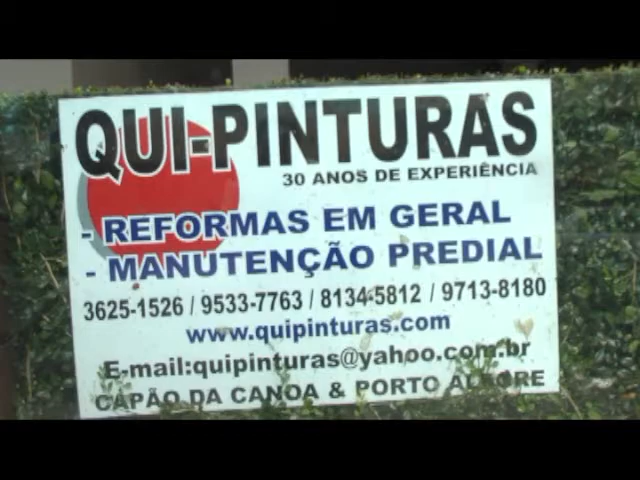 QUI-PINTURAS
30 ANOS DE EXPERIÊNCIA
- REFORMAS EM GERAL
- MANUTENÇÃO PREDIAL
3625-1526 / 9533-7763 / 8134-5812 / 9713-8180
www.quipinturas.com
E-mail:quipinturas@yahoo.com.br
CAPÃO DA CANOA & PORTO ALEGRE